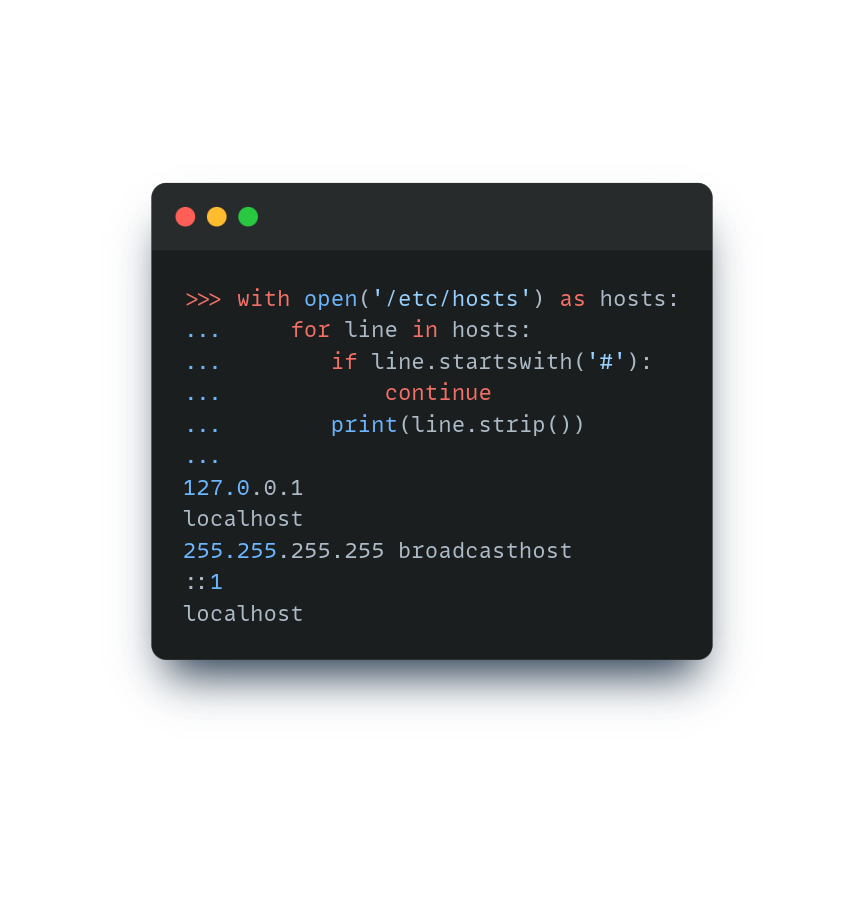 >>> with open('/etc/hosts') as hosts:
...     for line in hosts:
...        if line.startswith('#'):
...            continue
...        print(line.strip())
...
127.0.0.1
localhost
255.255.255.255 broadcasthost
::1
localhost